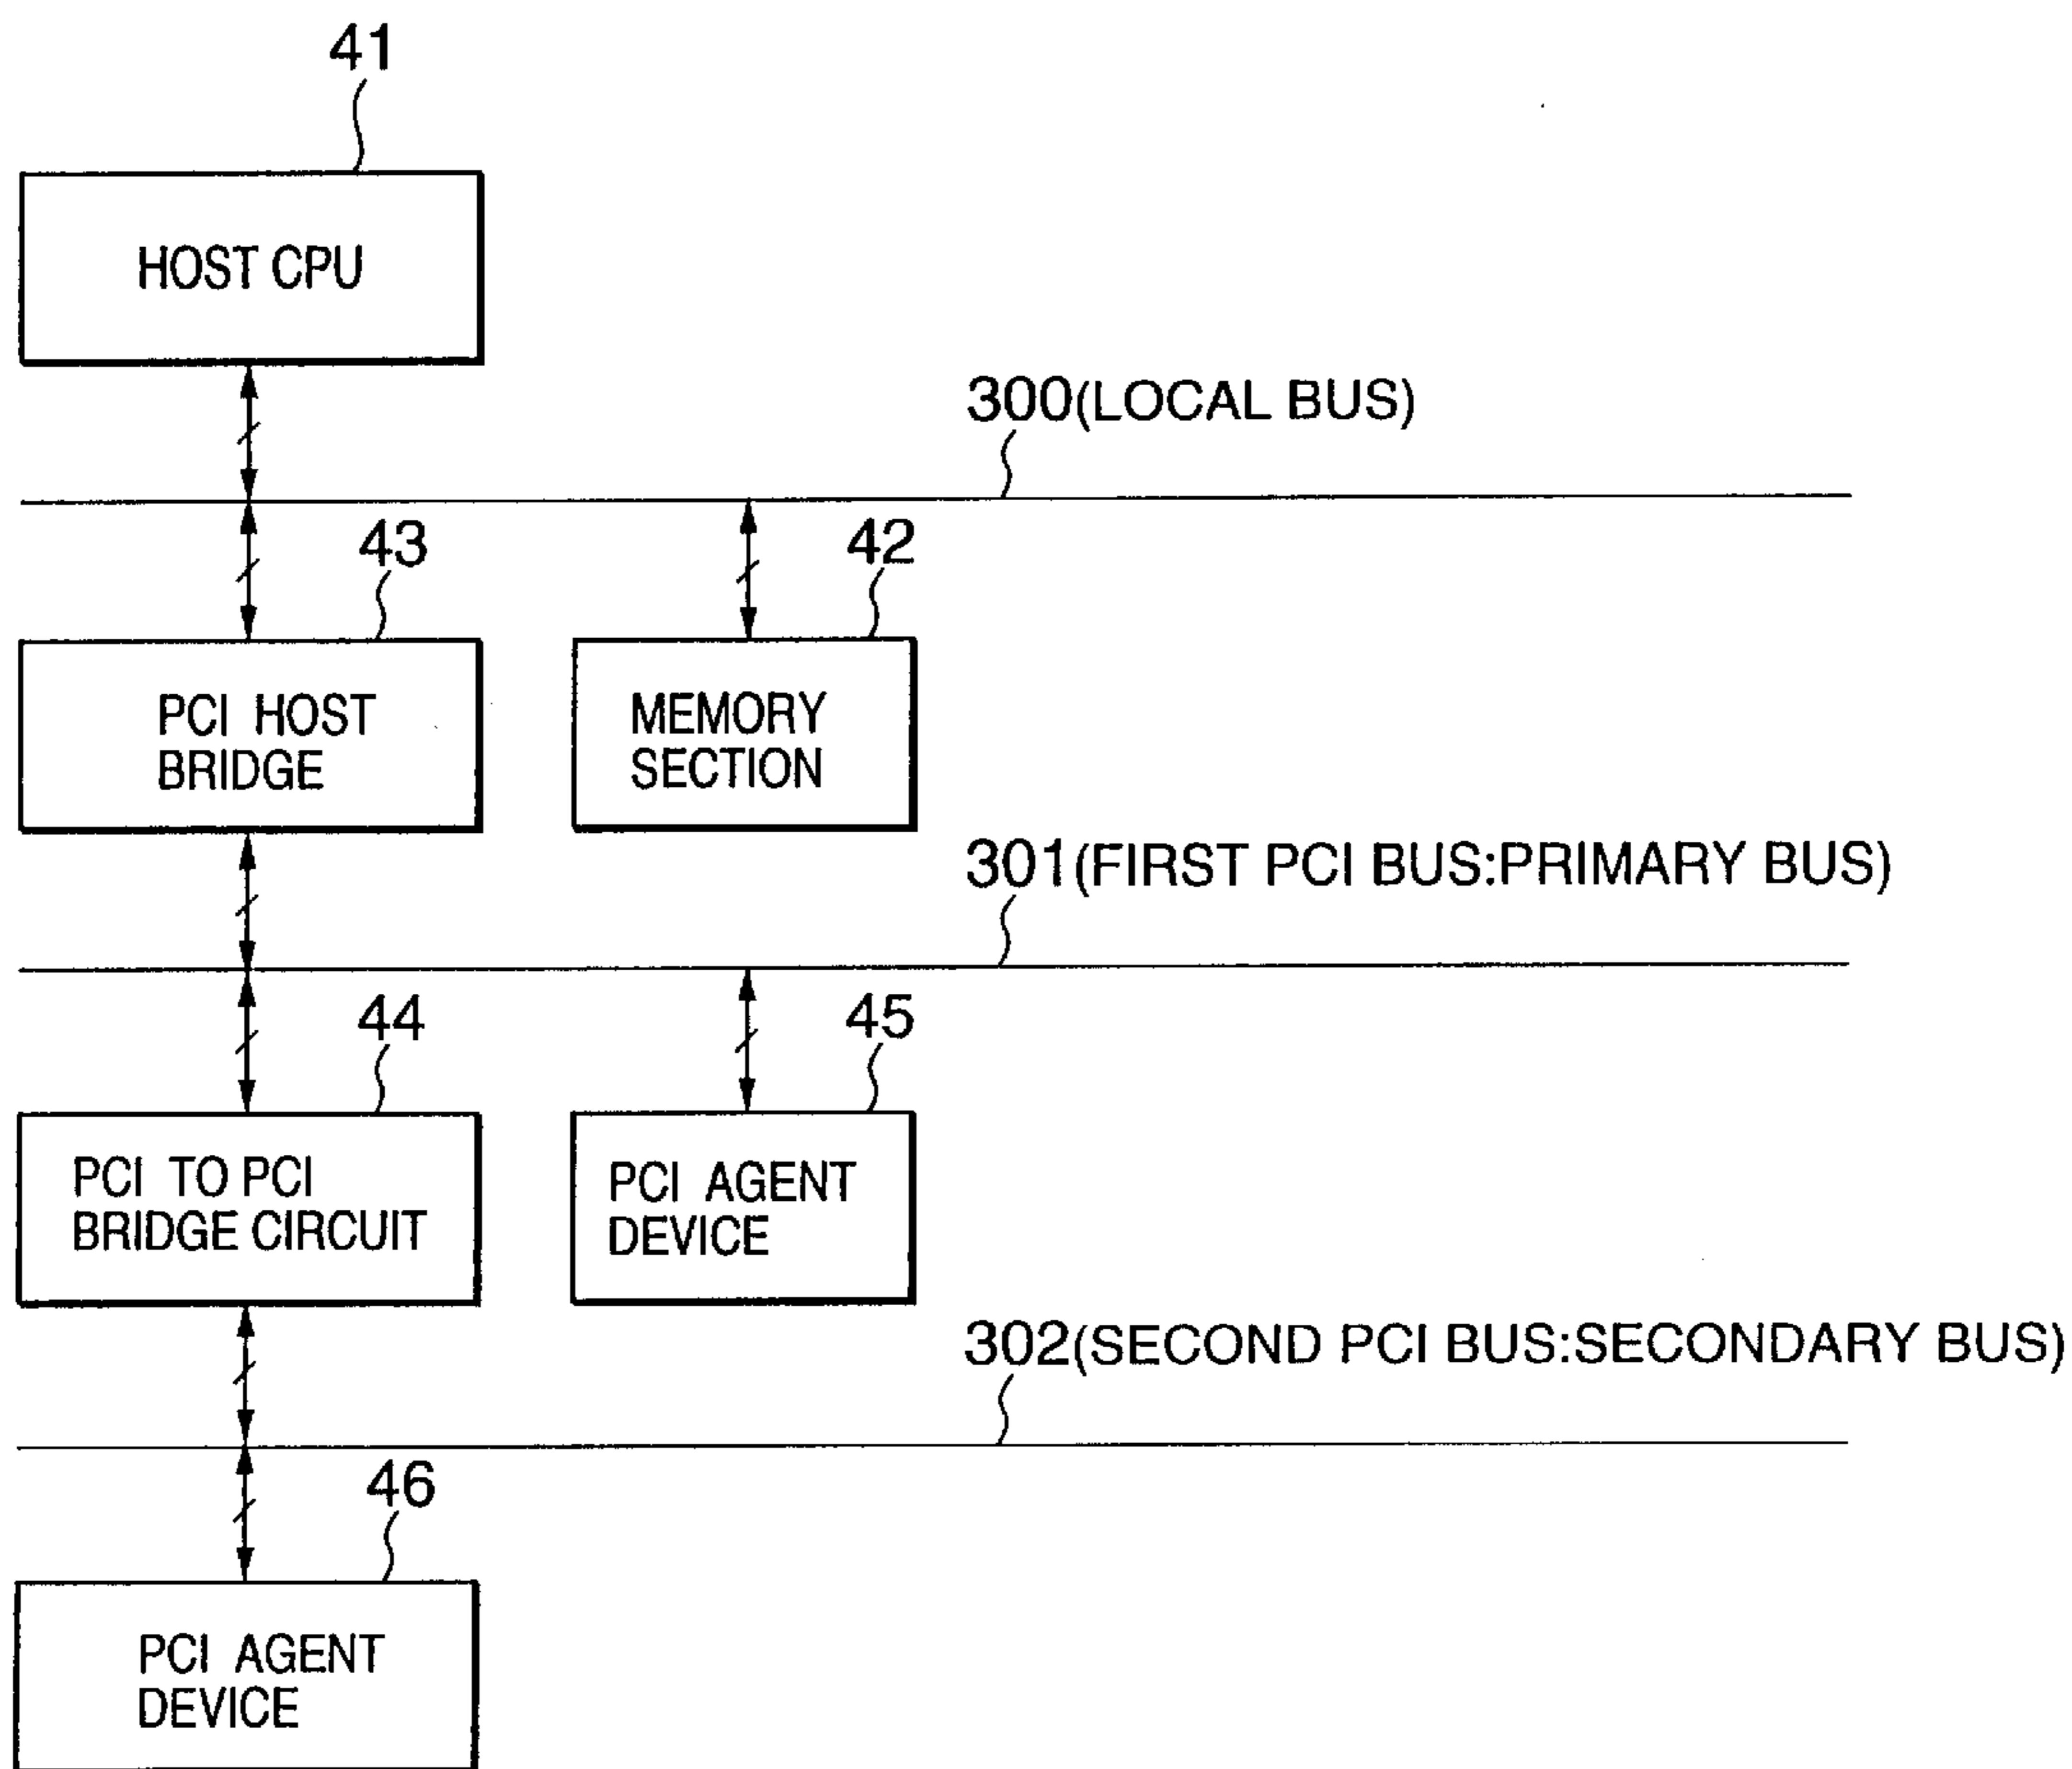 41
HOST CPU
300(LOCAL BUS)
43
42
PCI HOST
BRIDGE
MEMORY
SECTION
301(FIRST PCI BUS:PRIMARY BUS)
44
45
PCI TO PCI
BRIDGE CIRCUIT
PCI AGENT
DEVICE
302(SECOND PCI BUS:SECONDARY BUS)
46
PCI AGENT
DEVICE